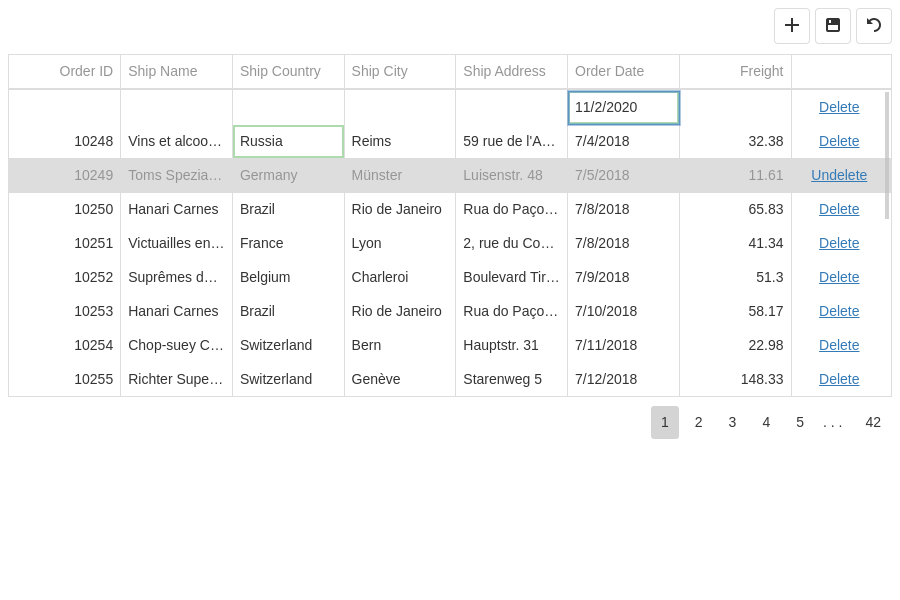 Order ID Ship Name Ship Country Ship City Ship Address Order Date Freight
11/2/2020 Delete
10248 Vins et alcoo… Russia Reims 59 rue de l'A… 7/4/2018 32.38 Delete
10249 Toms Spezia… Germany Münster Luisenstr. 48 7/5/2018 11.61 Undelete
10250 Hanari Carnes Brazil Rio de Janeiro Rua do Paço… 7/8/2018 65.83 Delete
10251 Victuailles en… France Lyon 2, rue du Co… 7/8/2018 41.34 Delete
10252 Suprêmes d… Belgium Charleroi Boulevard Tir… 7/9/2018 51.3 Delete
10253 Hanari Carnes Brazil Rio de Janeiro Rua do Paço… 7/10/2018 58.17 Delete
10254 Chop-suey C… Switzerland Bern Hauptstr. 31 7/11/2018 22.98 Delete
10255 Richter Supe… Switzerland Genève Starenweg 5 7/12/2018 148.33 Delete
1 2 3 4 5 . . . 42